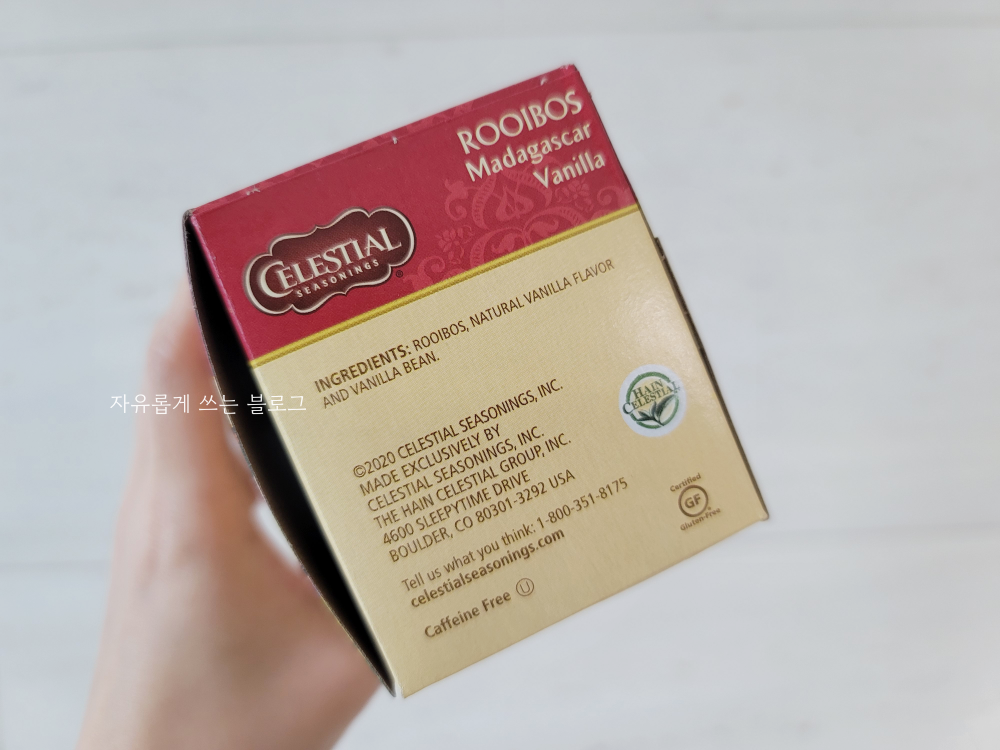 ROOIBOS
Madagascar
Vanilla
CELESTIAL
SEASONINGS
®
INGREDIENTS: ROOIBOS, NATURAL VANILLA FLAVOR
AND VANILLA BEAN.
자유롭게 쓰는 블로그
HAIN
CELESTIAL
©2020 CELESTIAL SEASONINGS, INC.
MADE EXCLUSIVELY BY
CELESTIAL SEASONINGS, INC.
THE HAIN CELESTIAL GROUP, INC.
4600 SLEEPYTIME DRIVE
BOULDER, CO 80301-3292 USA
Tell us what you think: 1-800-351-8175
celestialseasonings.com
Caffeine Free Ⓤ
Certified
GF
Gluten-Free